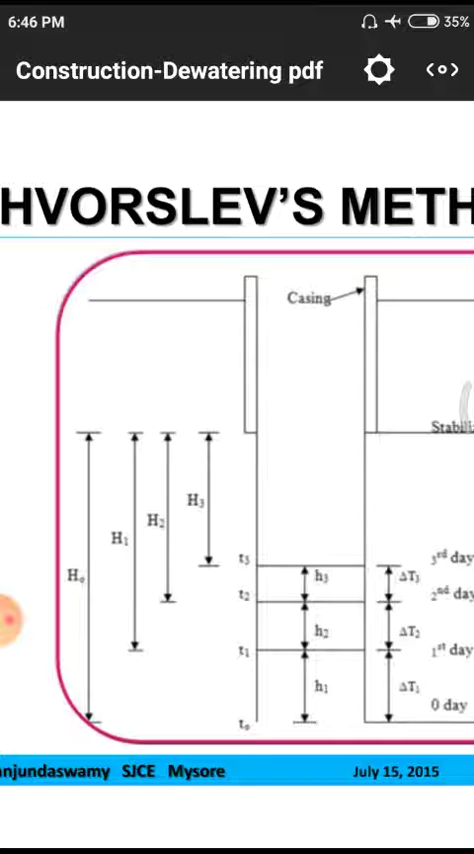 6:46 PM 35%
Construction-Dewatering pdf
HVORSLEV'S METH
Casing
Stabili
H₃
H₂
H₁
H₀
t₃ h₃ ΔT₃ 3rd day
t₂ 2nd day
h₂ ΔT₂
t₁ 1st day
h₁ ΔT₁
0 day
t₀
njundaswamy SJCE Mysore July 15, 2015